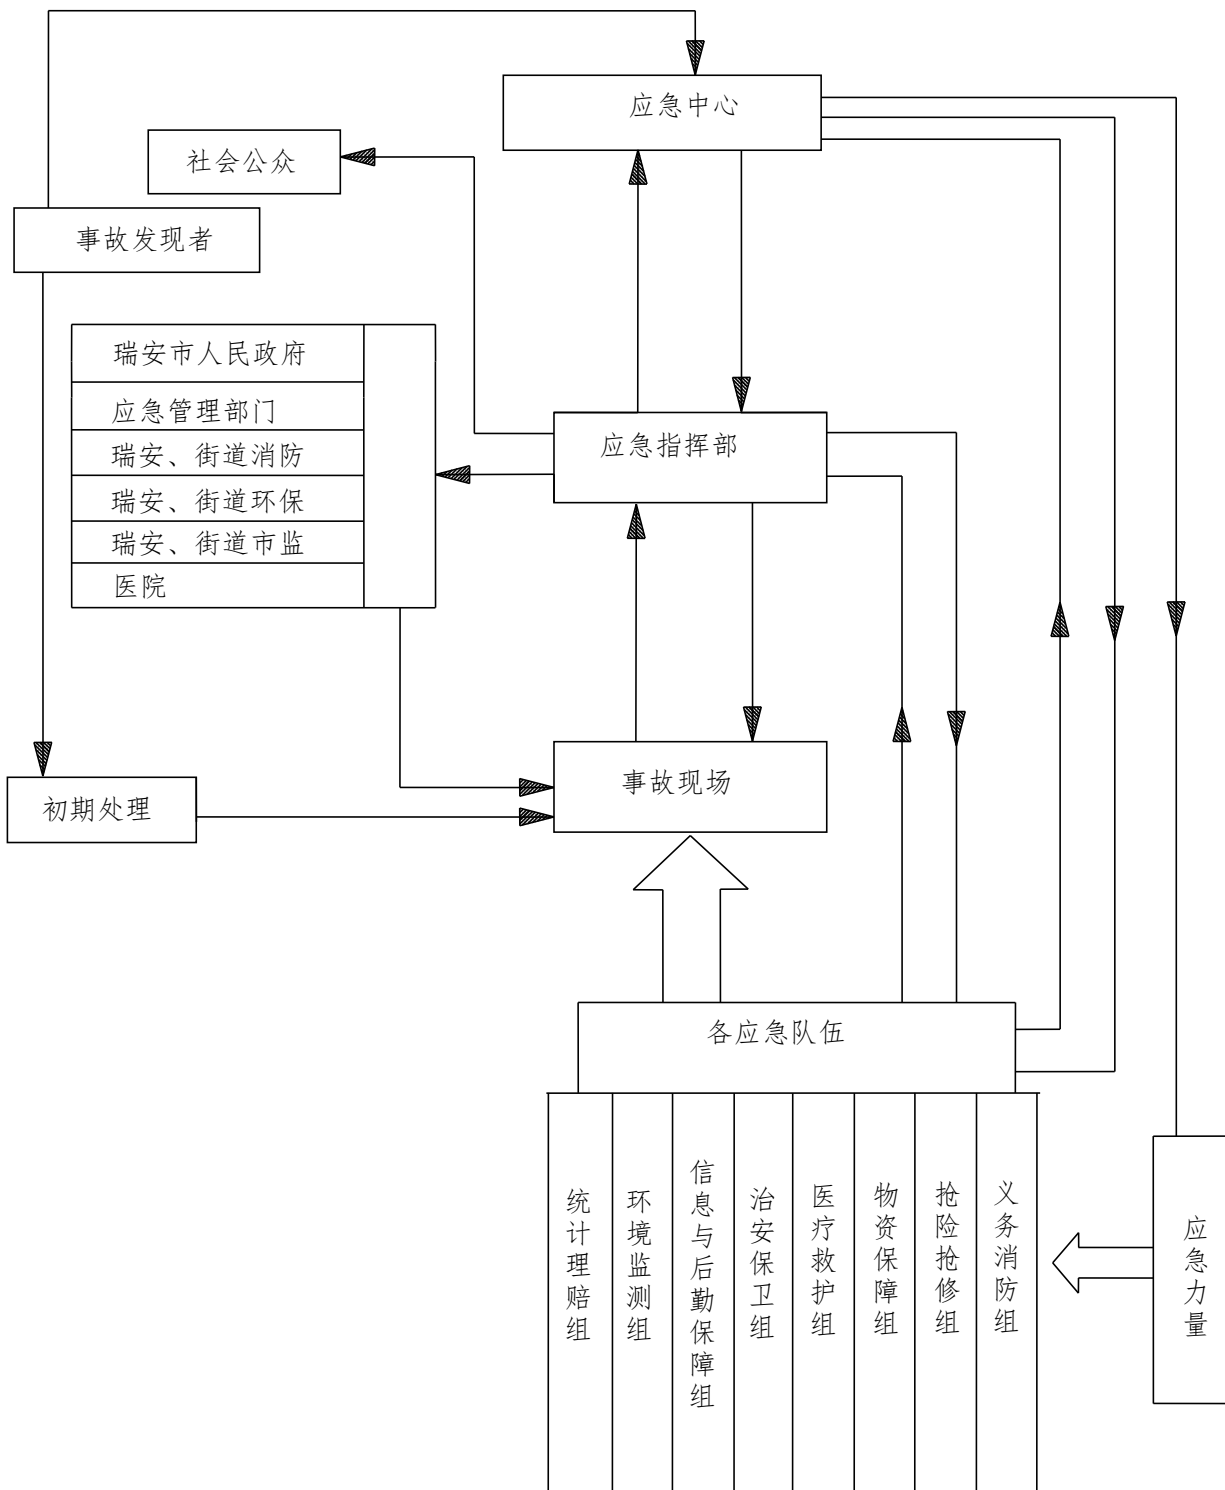 应急中心
社会公众
事故发现者
瑞安市人民政府
应急管理部门
瑞安、街道消防
瑞安、街道环保
瑞安、街道市监
医院
应急指挥部
事故现场
初期处理
各应急队伍
统计理赔组
环境监测组
信息与后勤保障组
治安保卫组
医疗救护组
物资保障组
抢险抢修组
义务消防组
应急力量